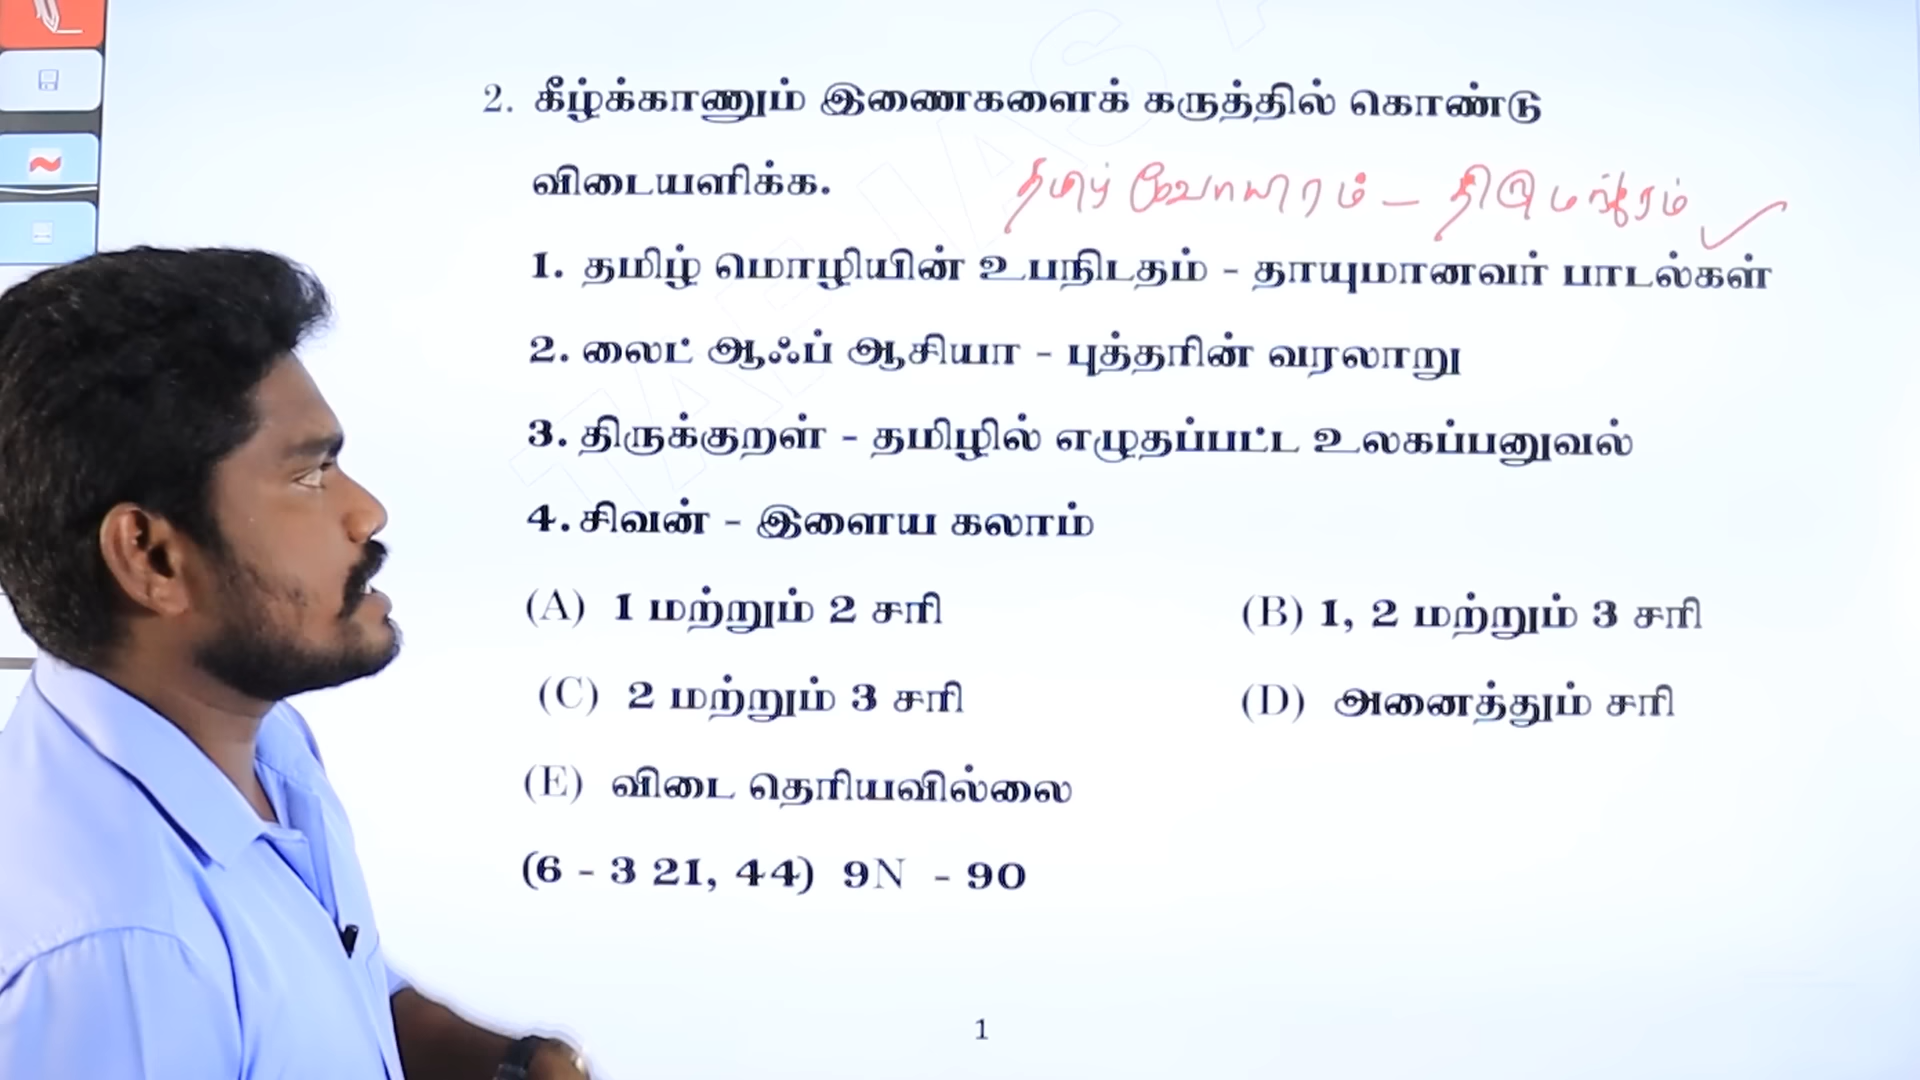 2. கீழ்க்காணும் இணைகளைக் கருத்தில் கொண்டு
விடையளிக்க.
தமிழ் மூவாயிரம் - திருமந்திரம்
1. தமிழ் மொழியின் உபநிடதம் - தாயுமானவர் பாடல்கள்
2. லைட் ஆஃப் ஆசியா - புத்தரின் வரலாறு
3. திருக்குறள் - தமிழில் எழுதப்பட்ட உலகப்பனுவல்
4. சிவன் - இளைய கலாம்
(A) 1 மற்றும் 2 சரி (B) 1, 2 மற்றும் 3 சரி
(C) 2 மற்றும் 3 சரி (D) அனைத்தும் சரி
(E) விடை தெரியவில்லை
(6 - 3 21, 44) 9N - 90
1